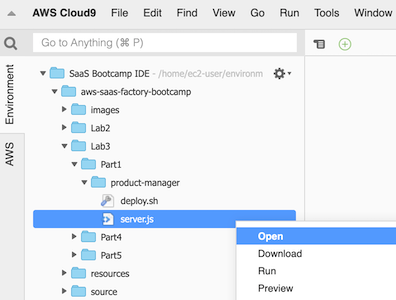 AWS Cloud9 File Edit Find View Go Run Tools Window
Go to Anything (⌘ P)
Environment
AWS
SaaS Bootcamp IDE - /home/ec2-user/environm
aws-saas-factory-bootcamp
images
Lab2
Lab3
Part1
product-manager
deploy.sh
server.js
Part4
Part5
resources
source
Open
Download
Run
Preview